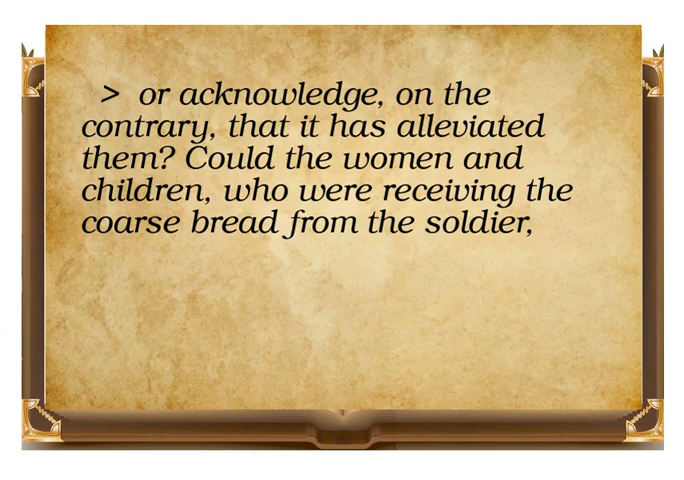 > or acknowledge, on the
contrary, that it has alleviated
them? Could the women and
children, who were receiving the
coarse bread from the soldier,